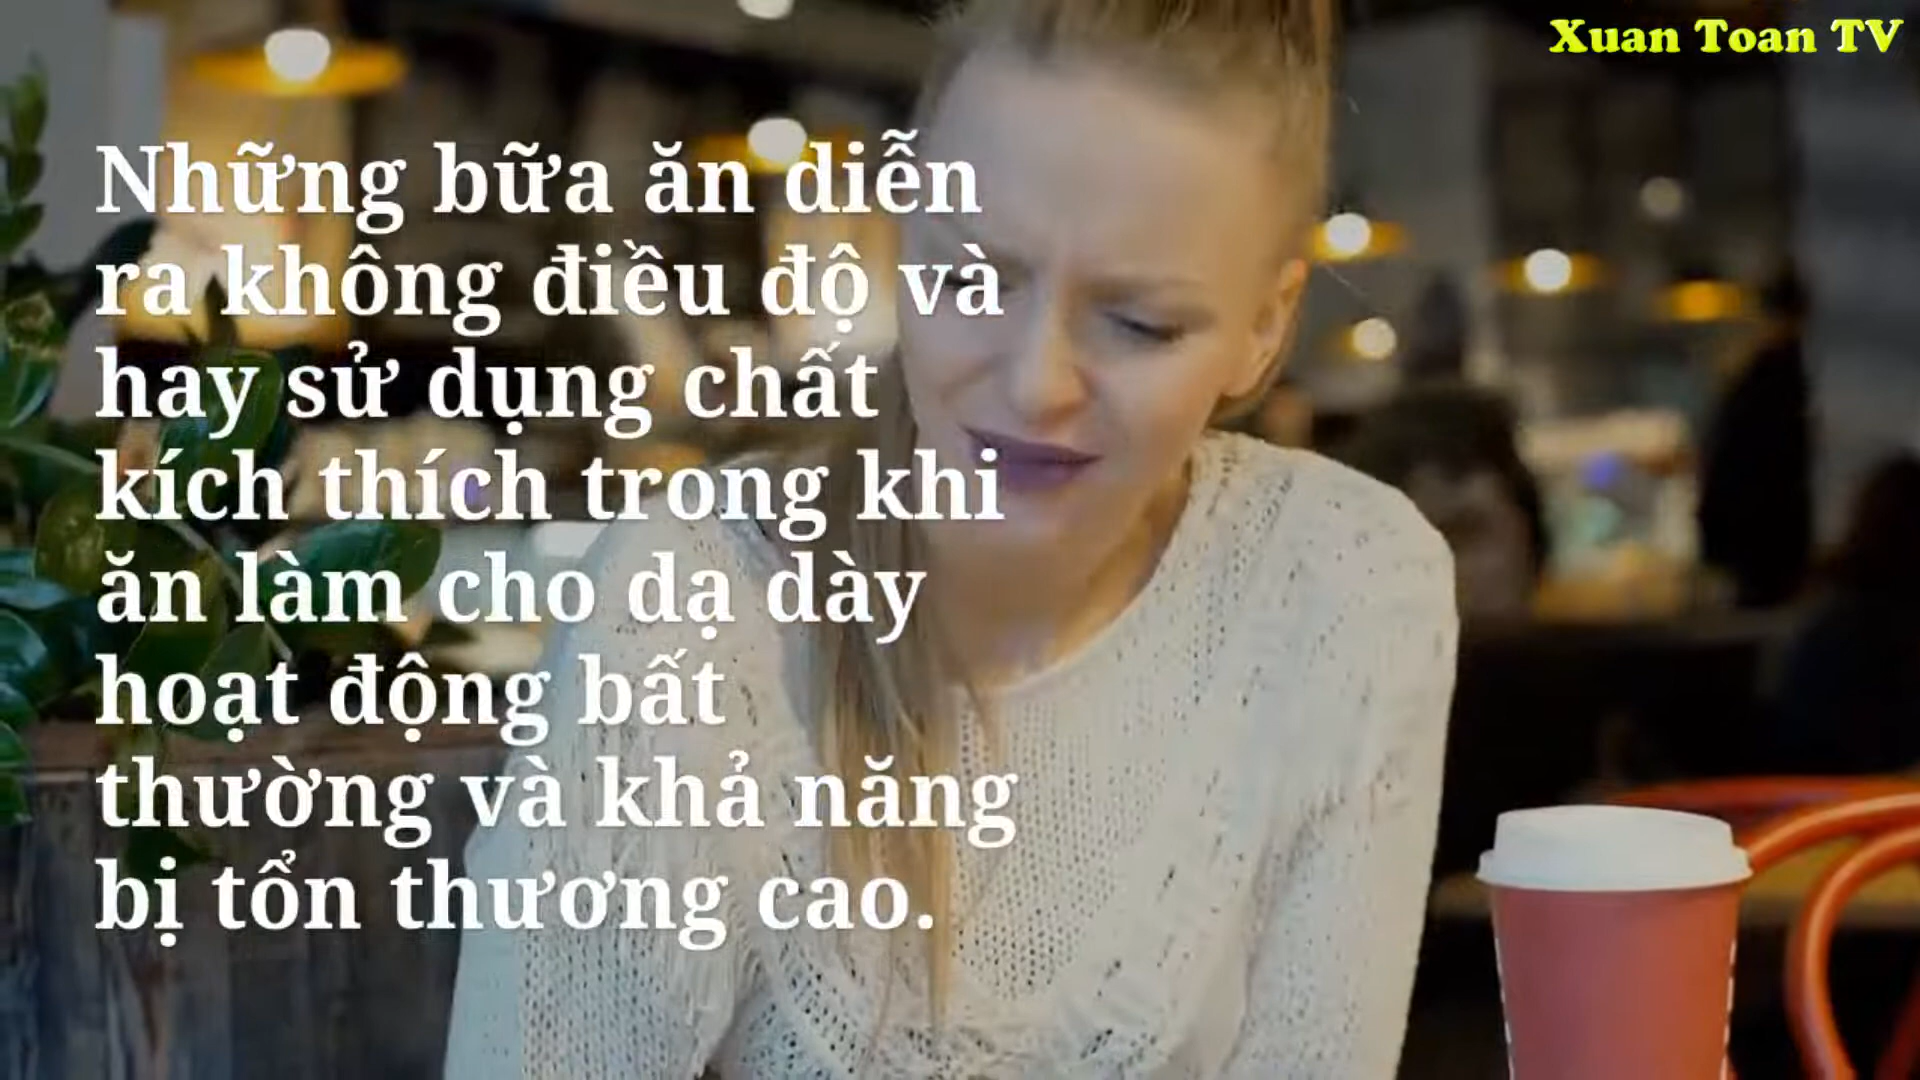 Xuan Toan TV
Những bữa ăn diễn
ra không điều độ và
hay sử dụng chất
kích thích trong khi
ăn làm cho dạ dày
hoạt động bất
thường và khả năng
bị tổn thương cao.